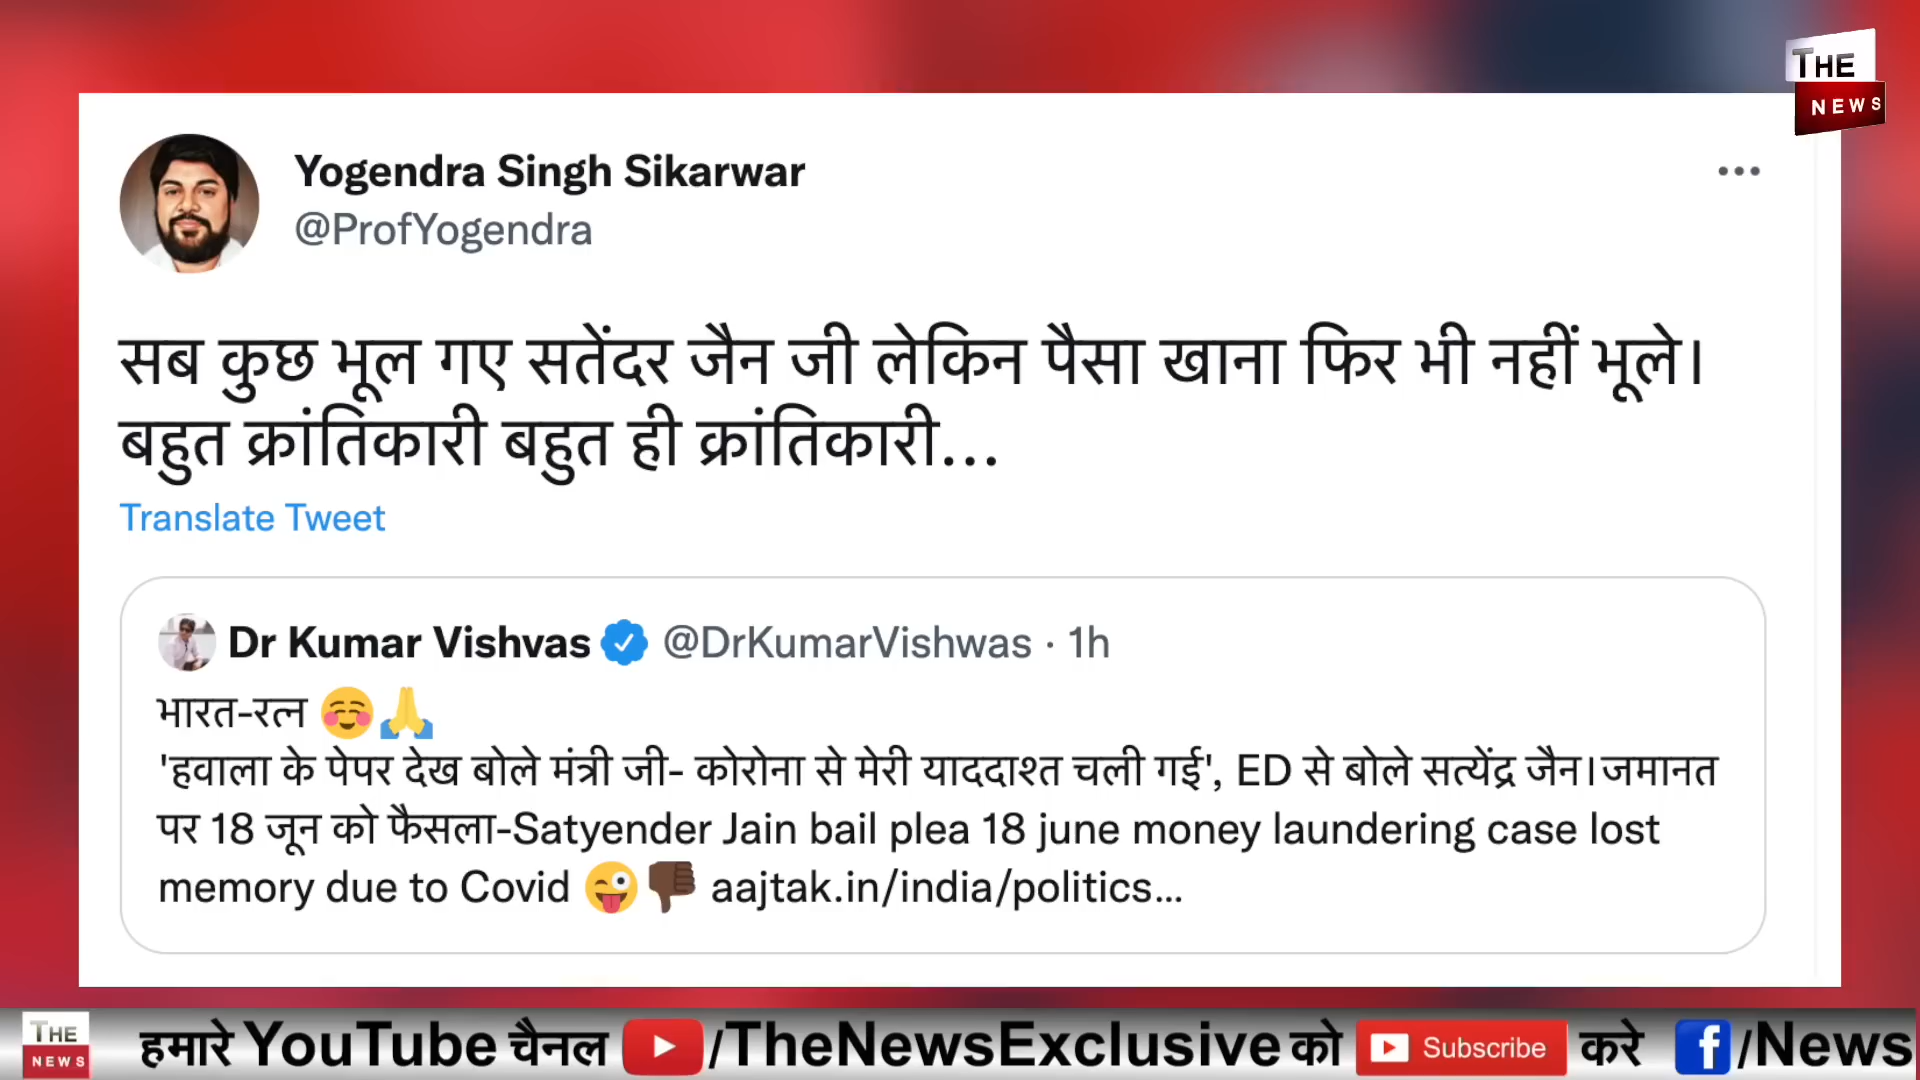 THE
NEWS
Yogendra Singh Sikarwar
@ProfYogendra
सब कुछ भूल गए सतेंदर जैन जी लेकिन पैसा खाना फिर भी नहीं भूले।
बहुत क्रांतिकारी बहुत ही क्रांतिकारी...
Translate Tweet
Dr Kumar Vishvas @DrKumarVishwas · 1h
भारत-रत्न ☺️🙏
'हवाला के पेपर देख बोले मंत्री जी- कोरोना से मेरी याददाश्त चली गई', ED से बोले सत्येंद्र जैन।जमानत
पर 18 जून को फैसला-Satyender Jain bail plea 18 june money laundering case lost
memory due to Covid 😜👎🏿 aajtak.in/india/politics...
THE
NEWS
हमारे YouTube चैनल /TheNewsExclusive को Subscribe करे f/News